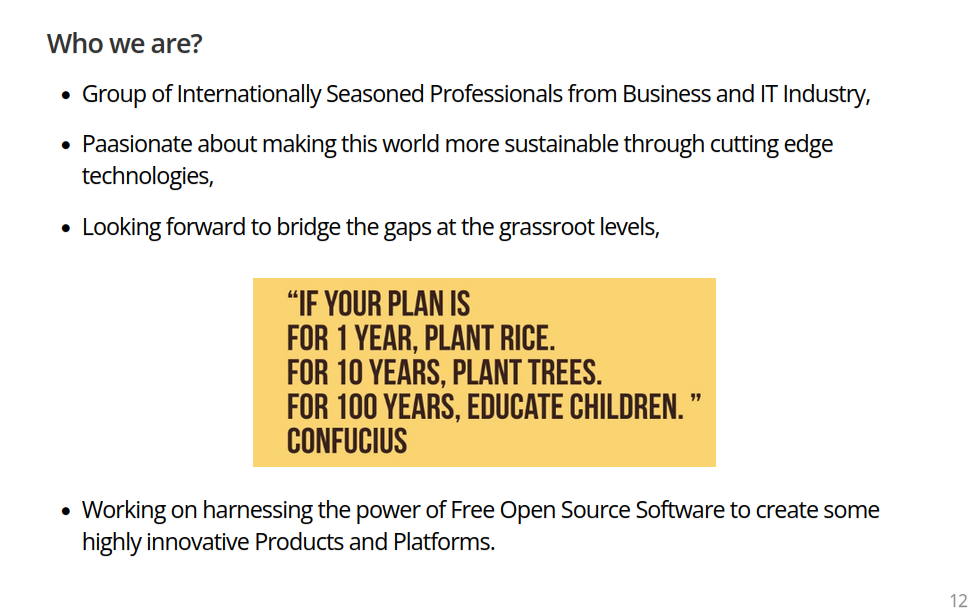 Who we are?
• Group of Internationally Seasoned Professionals from Business and IT Industry,
• Paasionate about making this world more sustainable through cutting edge
technologies,
• Looking forward to bridge the gaps at the grassroot levels,
“IF YOUR PLAN IS
FOR 1 YEAR, PLANT RICE.
FOR 10 YEARS, PLANT TREES.
FOR 100 YEARS, EDUCATE CHILDREN. ”
CONFUCIUS
• Working on harnessing the power of Free Open Source Software to create some
highly innovative Products and Platforms.
12